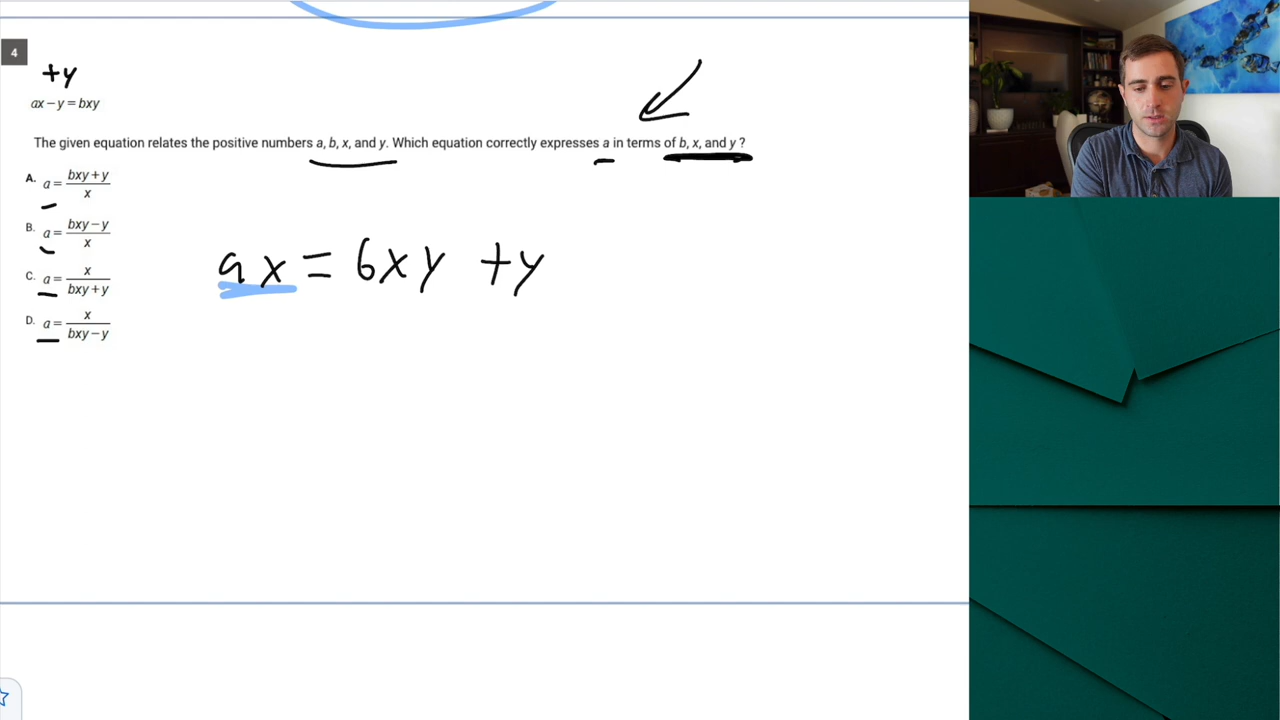 4
+y
ax – y = bxy
The given equation relates the positive numbers a, b, x, and y. Which equation correctly expresses a in terms of b, x, and y ?
A. a = (bxy + y)/x
B. a = (bxy – y)/x
C. a = x/(bxy + y)
D. a = x/(bxy – y)
ax = bxy +y